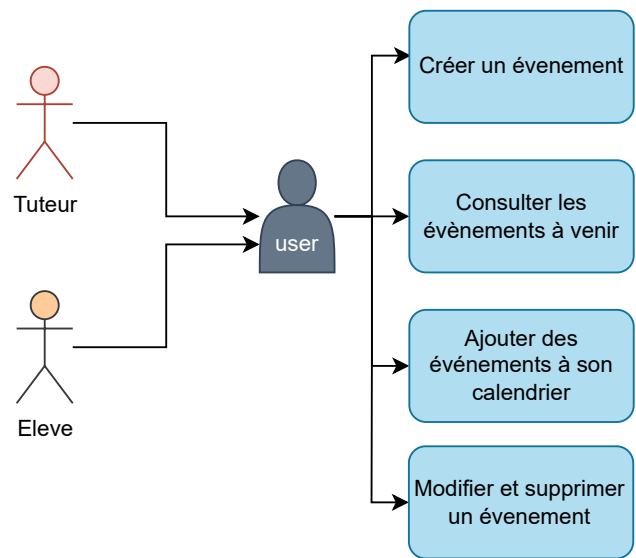 Créer un évenement
Tuteur
Consulter les
évènements à venir
user
Ajouter des
événements à son
calendrier
Eleve
Modifier et supprimer
un évenement